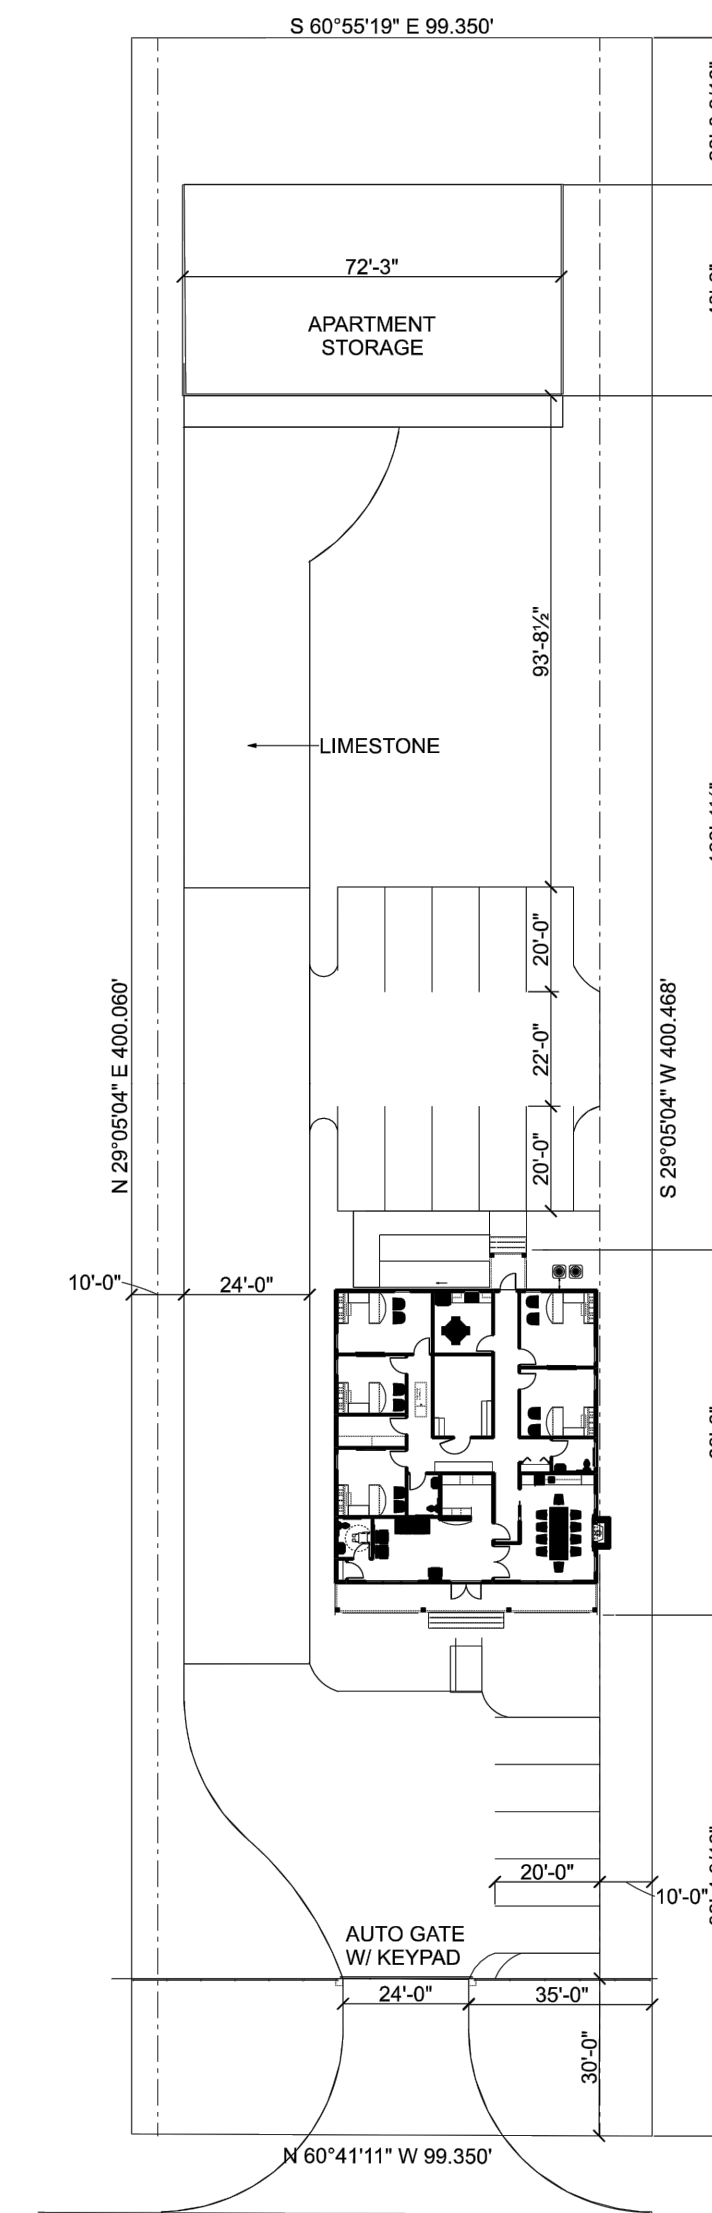 S 60°55'19" E 99.350'
72'-3"
APARTMENT
STORAGE
93'-8½"
LIMESTONE
20'-0"
22'-0"
20'-0"
N 29°05'04" E 400.060'
S 29°05'04" W 400.468'
10'-0"
24'-0"
20'-0"
10'-0"
AUTO GATE
W/ KEYPAD
24'-0"
35'-0"
30'-0"
N 60°41'11" W 99.350'